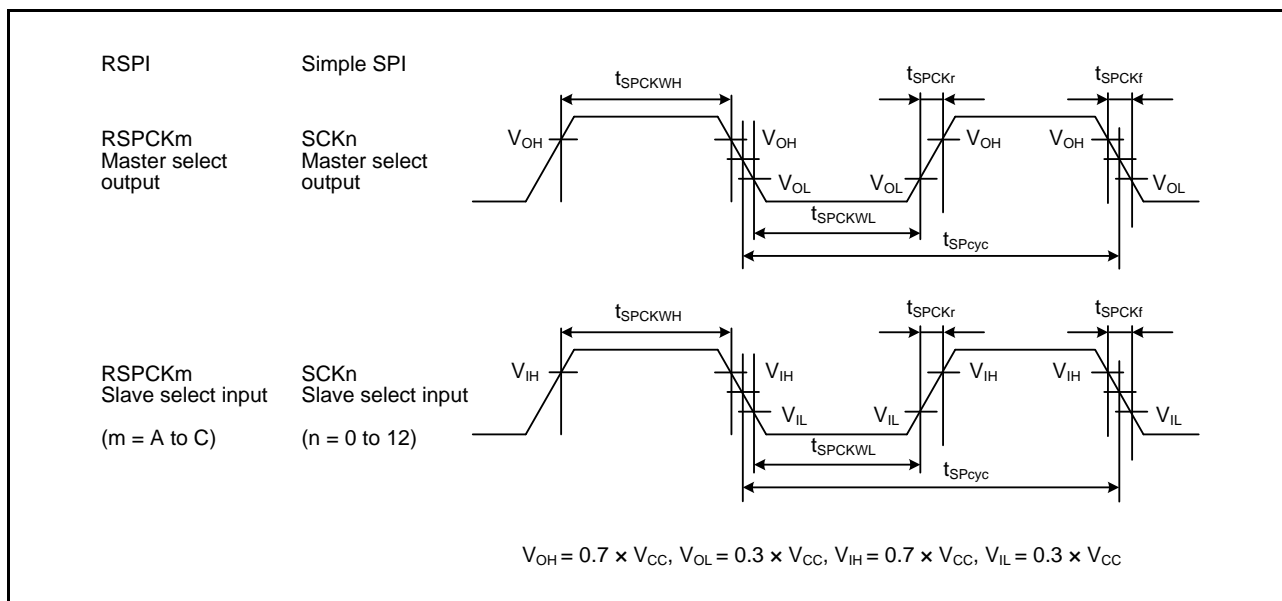 RSPI Simple SPI
tSPCKWH tSPCKr tSPCKf
RSPCKm
Master select
output
SCKn
Master select
output
VOH VOH VOH VOH
VOL VOL VOL
tSPCKWL
tSPcyc
tSPCKWH tSPCKr tSPCKf
RSPCKm
Slave select input
(m = A to C)
SCKn
Slave select input
(n = 0 to 12)
VIH VIH VIH VIH
VIL VIL VIL
tSPCKWL
tSPcyc
VOH = 0.7 × VCC, VOL = 0.3 × VCC, VIH = 0.7 × VCC, VIL = 0.3 × VCC